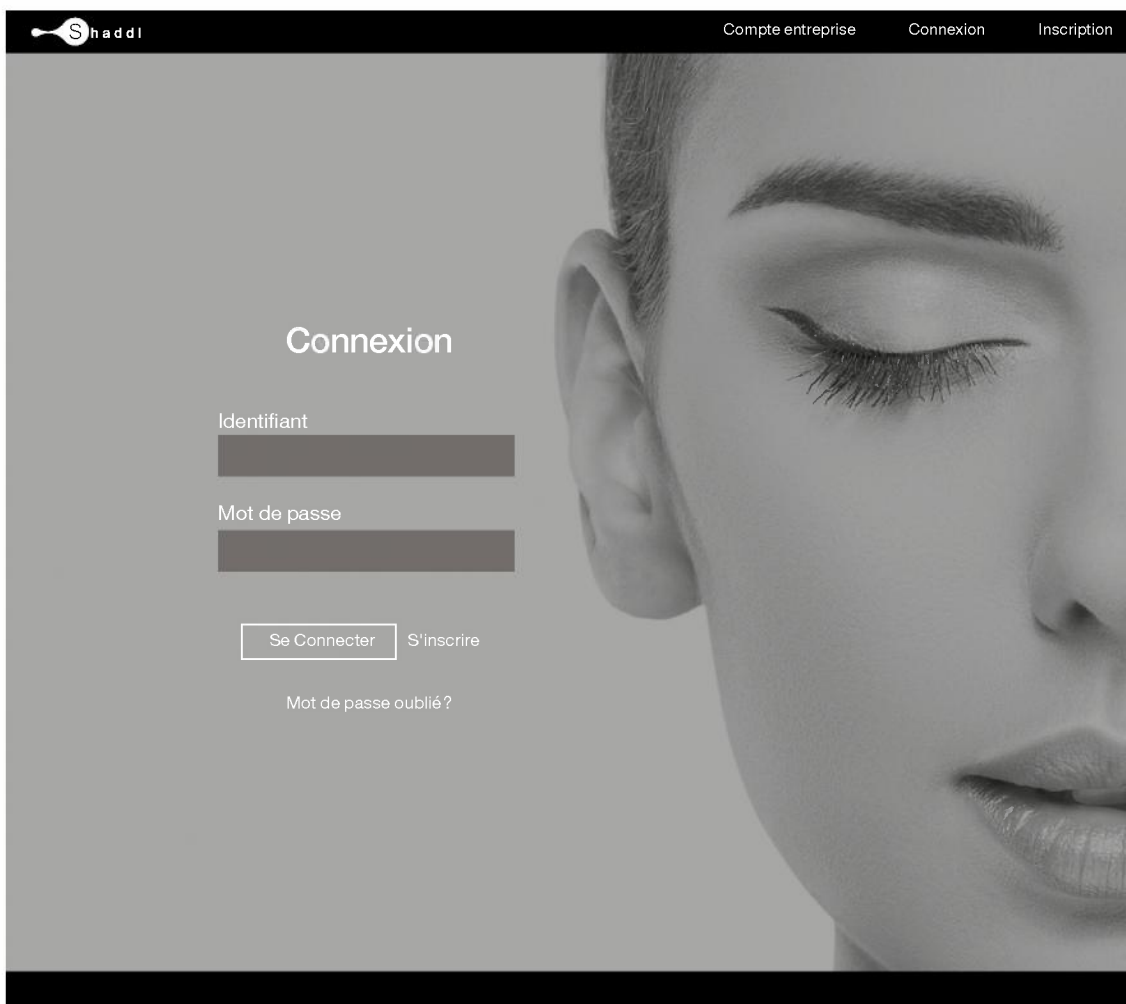 Shaddl
Compte entreprise Connexion Inscription
Connexion
Identifiant
Mot de passe
Se Connecter S'inscrire
Mot de passe oublié?